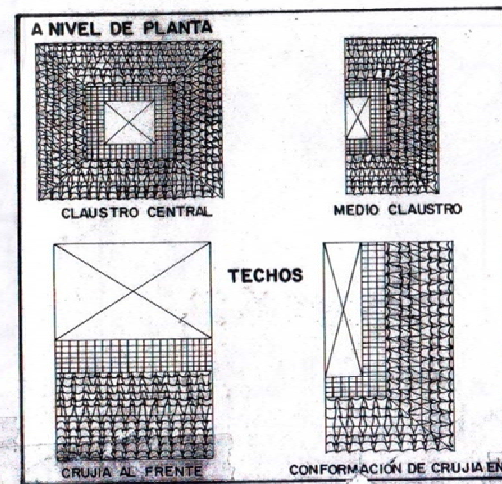 A NIVEL DE PLANTA
CLAUSTRO CENTRAL
MEDIO CLAUSTRO
TECHOS
CRUJIA AL FRENTE
CONFORMACIÓN DE CRUJIA EN